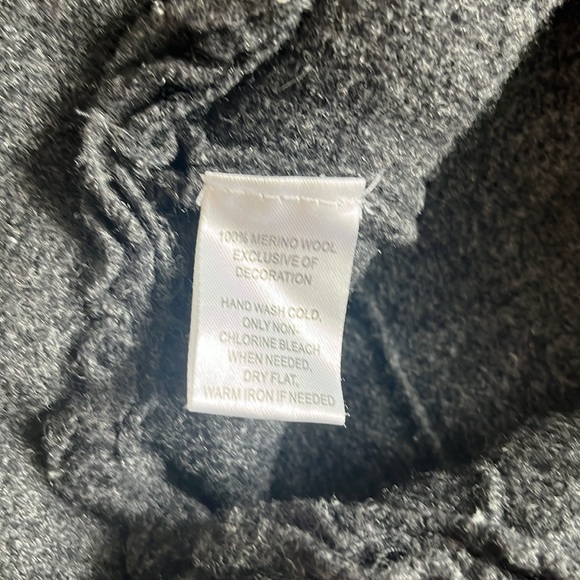 100% MERINO WOOL
EXCLUSIVE OF
DECORATION
HAND WASH COLD,
ONLY NON-
CHLORINE BLEACH
WHEN NEEDED,
DRY FLAT,
WARM IRON IF NEEDED